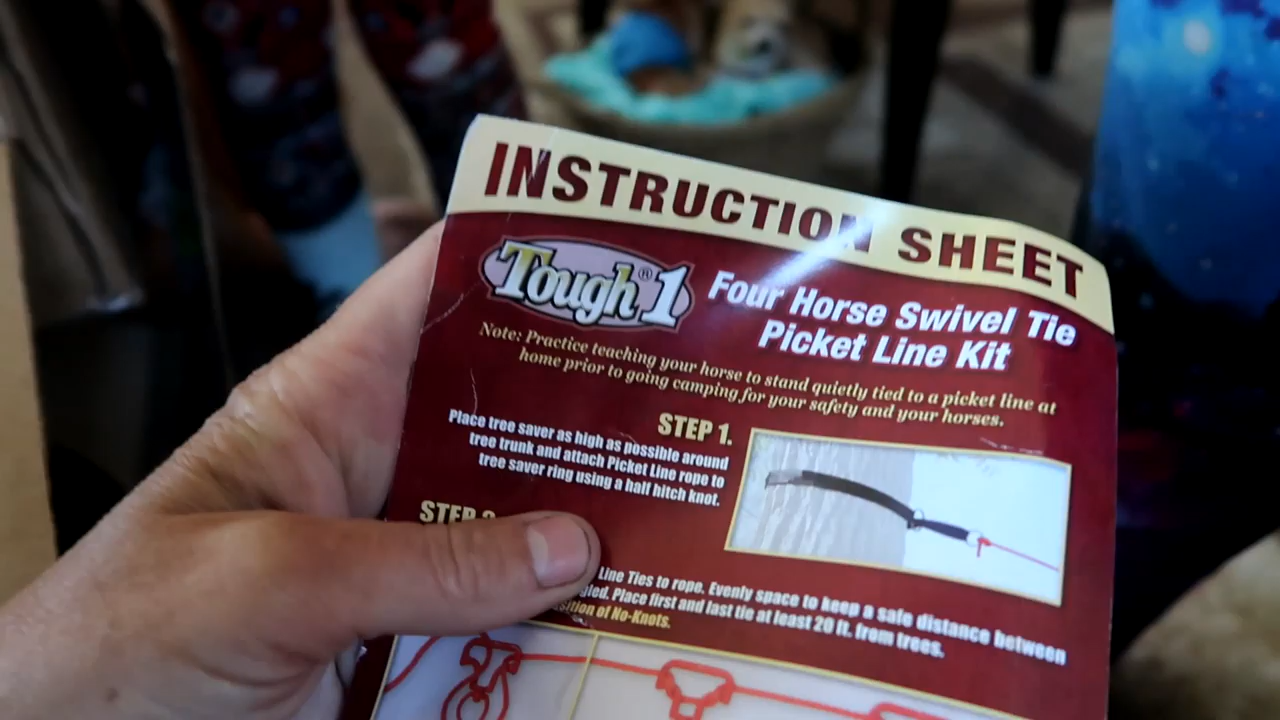 INSTRUCTION SHEET
Tough® 1
Four Horse Swivel Tie
Picket Line Kit
Note: Practice teaching your horse to stand quietly tied to a picket line at
home prior to going camping for your safety and your horses.
STEP 1.
Place tree saver as high as possible around
tree trunk and attach Picket Line rope to
tree saver ring using a half hitch knot.
STEP
Line Ties to rope. Evenly space to keep a safe distance between
Place first and last tie at least 20 ft. from trees.
of No-Knots.